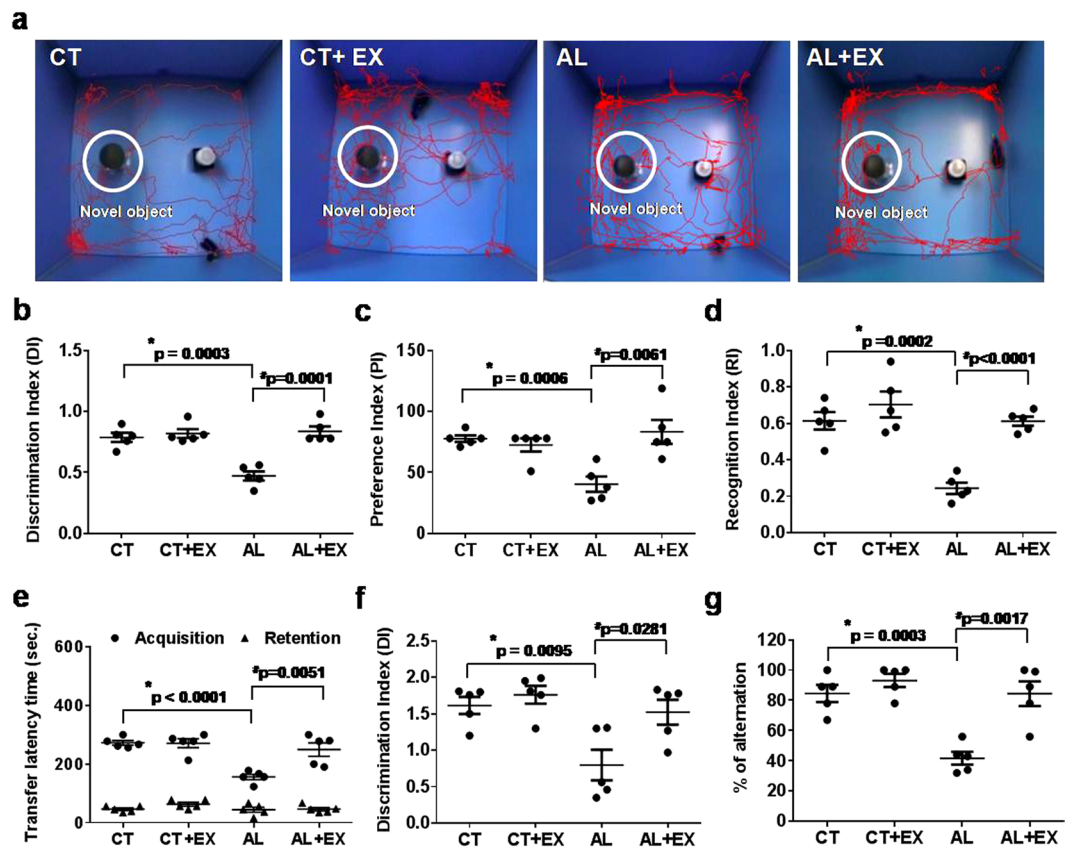 a
CT
CT+ EX
AL
AL+EX
Novel object
Novel object
Novel object
Novel object
b
Discrimination Index (DI)
1.5
1.0
0.5
0.0
*
p = 0.0003
#p=0.0001
CT
CT+EX
AL
AL+EX
c
Preference Index (PI)
150
100
50
0
*
p = 0.0006
#p=0.0061
CT
CT+EX
AL
AL+EX
d
Recognition Index (RI)
1.0
0.8
0.6
0.4
0.2
0.0
*
p =0.0002
#p<0.0001
CT
CT+EX
AL
AL+EX
e
Transfer latency time (sec.)
600
400
200
0
Acquisition
Retention
*
p < 0.0001
#p=0.0051
CT
CT+EX
AL
AL+EX
f
Discrimination Index (DI)
2.5
2.0
1.5
1.0
0.5
0.0
*
p = 0.0095
#p=0.0281
CT
CT+EX
AL
AL+EX
g
% of alternation
120
100
80
60
40
20
0
*
p = 0.0003
#p=0.0017
CT
CT+EX
AL
AL+EX